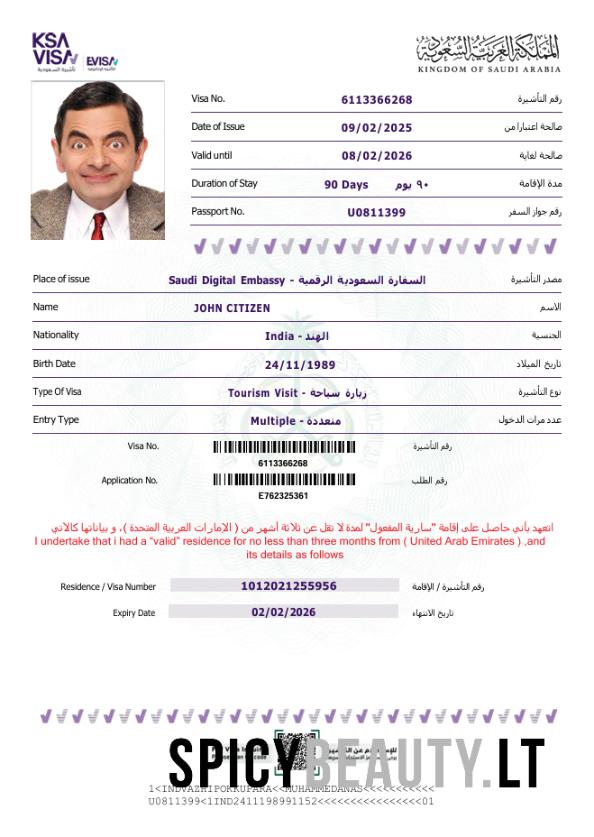 KSA
VISA
تأشيرة السعودية
EVISA
المملكة العربية السعودية
KINGDOM OF SAUDI ARABIA
Visa No. 6113366268 رقم التأشيرة
Date of Issue 09/02/2025 صالحة اعتبارا من
Valid until 08/02/2026 صالحة لغاية
Duration of Stay 90 Days ٩٠ يوم مدة الإقامة
Passport No. U0811399 رقم جواز السفر
Place of issue Saudi Digital Embassy - السفارة السعودية الرقمية مصدر التأشيرة
Name JOHN CITIZEN الاسم
Nationality India - الهند الجنسية
Birth Date 24/11/1989 تاريخ الميلاد
Type Of Visa Tourism Visit - زيارة سياحة نوع التأشيرة
Entry Type Multiple - متعددة عدد مرات الدخول
Visa No. رقم التأشيرة
6113366268
Application No. رقم الطلب
E762325361
اتعهد بأني حاصل على إقامة "سارية المفعول" لمدة لا تقل عن ثلاثة أشهر من ( الإمارات العربية المتحدة )، و بياناتها كالآتي
I undertake that i had a "valid" residence for no less than three months from ( United Arab Emirates ) ,and
its details as follows
Residence / Visa Number 1012021255956 رقم التأشيرة / الإقامة
Expiry Date 02/02/2026 تاريخ الانتهاء
SPICYBEAUTY.LT
1<INDVAZHIPOKKUPARA<<MUHAMMEDANAS<<<<<<<<<<<
U0811399<1IND2411198991152<<<<<<<<<<<<<<<<01